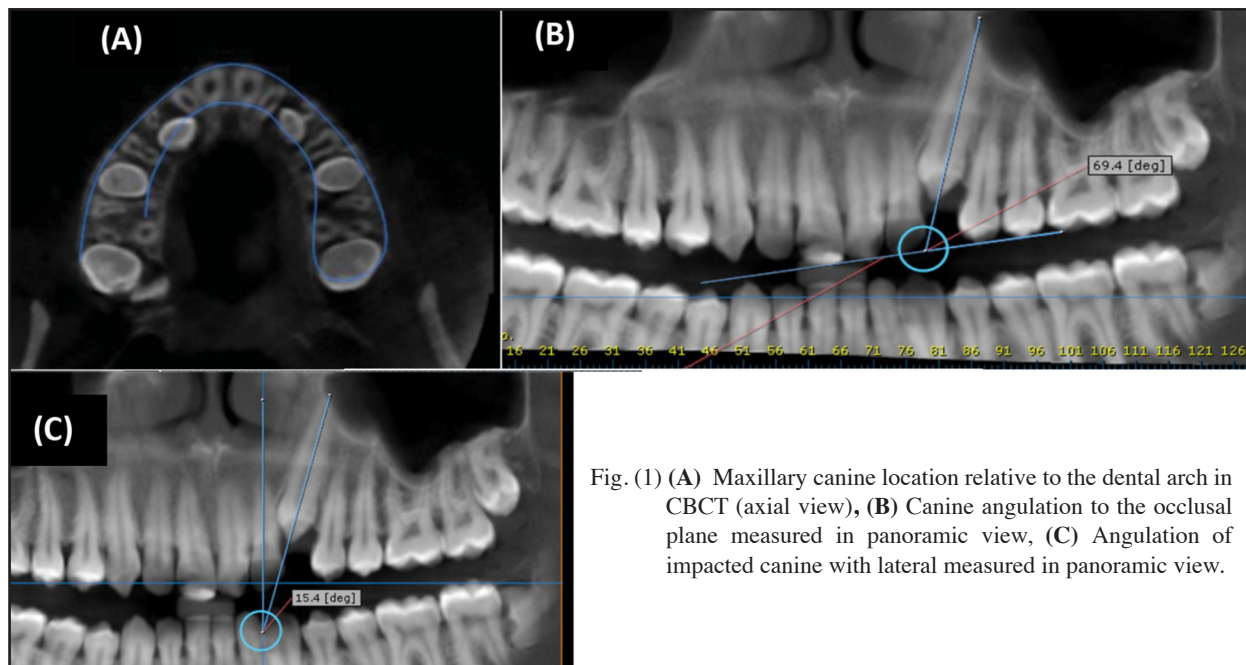 (A)
(B)
69.4 [deg]
16 21 26 31 36 41 46 51 56 61 66 71 76 81 86 91 96 101 106 111 116 121 126
(C)
15.4 [deg]
Fig. (1) (A) Maxillary canine location relative to the dental arch in
CBCT (axial view), (B) Canine angulation to the occlusal
plane measured in panoramic view, (C) Angulation of
impacted canine with lateral measured in panoramic view.